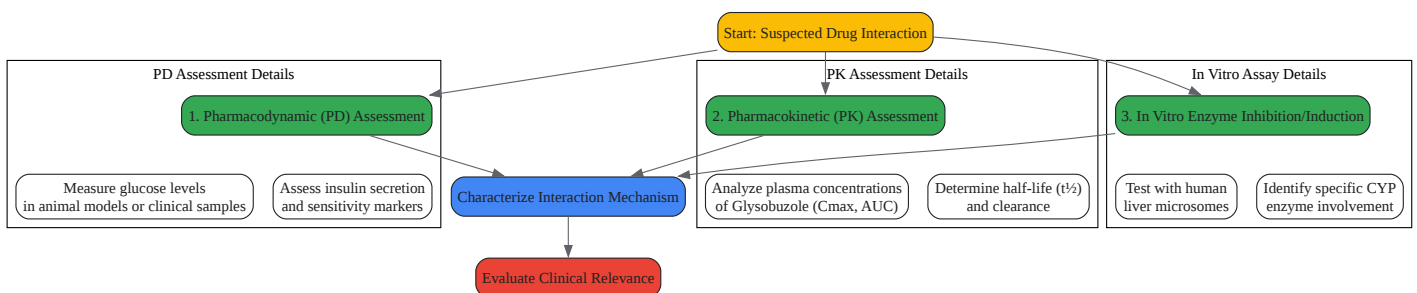 Start: Suspected Drug Interaction
PD Assessment Details
PK Assessment Details
In Vitro Assay Details
1. Pharmacodynamic (PD) Assessment
2. Pharmacokinetic (PK) Assessment
3. In Vitro Enzyme Inhibition/Induction
Measure glucose levels
in animal models or clinical samples
Assess insulin secretion
and sensitivity markers
Characterize Interaction Mechanism
Analyze plasma concentrations
of Glysobuzole (Cmax, AUC)
Determine half-life (t½)
and clearance
Test with human
liver microsomes
Identify specific CYP
enzyme involvement
Evaluate Clinical Relevance